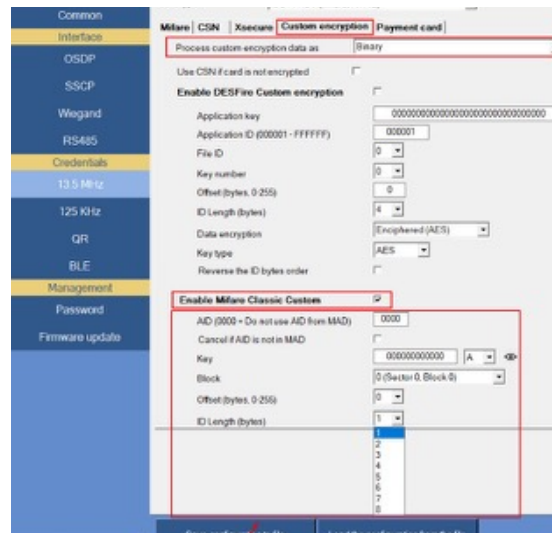 Common
Interface
OSDP
SSCP
Wiegand
RS485
Credentials
13.5 MHz
125 KHz
QR
BLE
Management
Password
Firmware update
Mifare CSN Xsecure Custom encryption Payment card
Process custom encryption data as Binary
Use CSN if card is not encrypted
Enable DESFire Custom encryption
Application key
Application ID (000001 - FFFFFF) 000001
File ID 0
Key number 0
Offset (bytes, 0-255) 0
ID Length (bytes) 4
Data encryption Enciphered (AES)
Key type AES
Reverse the ID bytes order
Enable Mifare Classic Custom
AID (0000 = Do not use AID from MAD) 0000
Cancel if AID is not in MAD
Key 000000000000 A
Block 0 (Sector 0, Block 0)
Offset (bytes, 0-255) 0
ID Length (bytes) 1
1
2
3
4
5
6
7
8